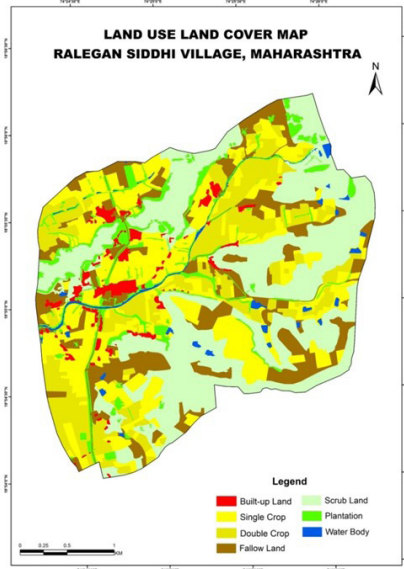 LAND USE LAND COVER MAP
RALEGAN SIDDHI VILLAGE, MAHARASHTRA
N
Legend
Built-up Land
Single Crop
Double Crop
Fallow Land
Scrub Land
Plantation
Water Body
0 0.25 0.5 1
KM